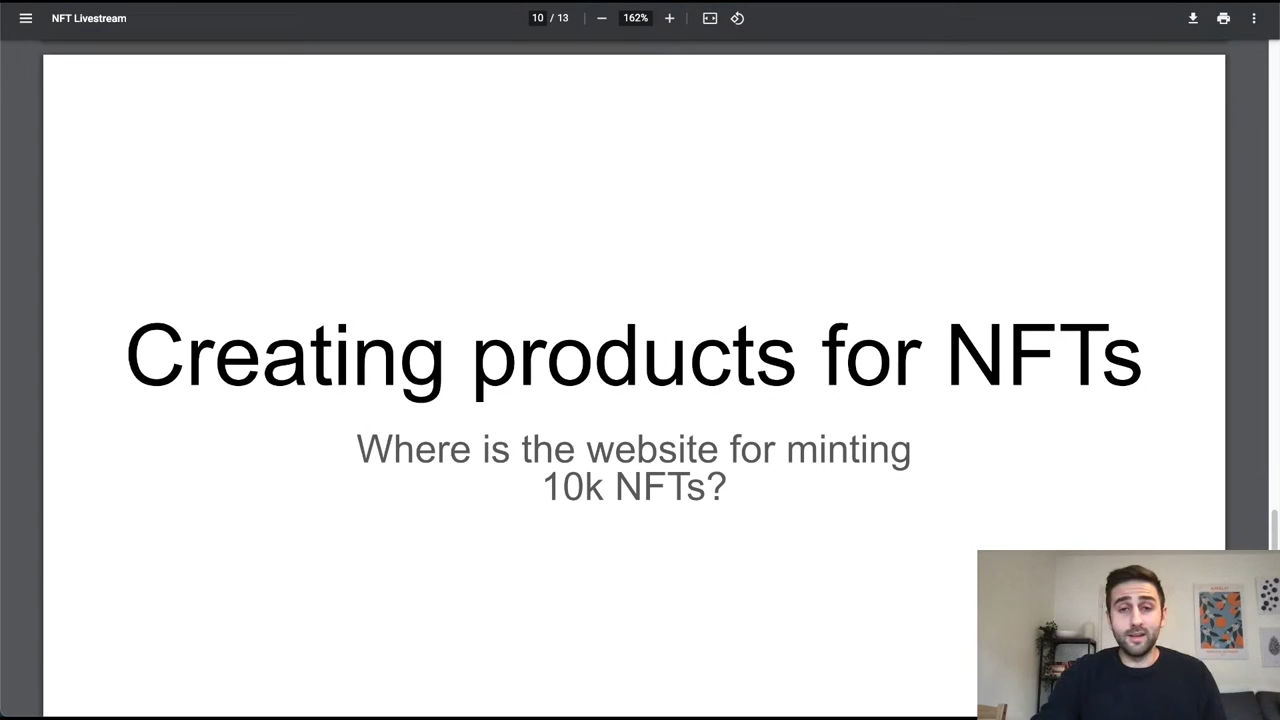 NFT Livestream
10 / 13
162%
Creating products for NFTs
Where is the website for minting
10k NFTs?